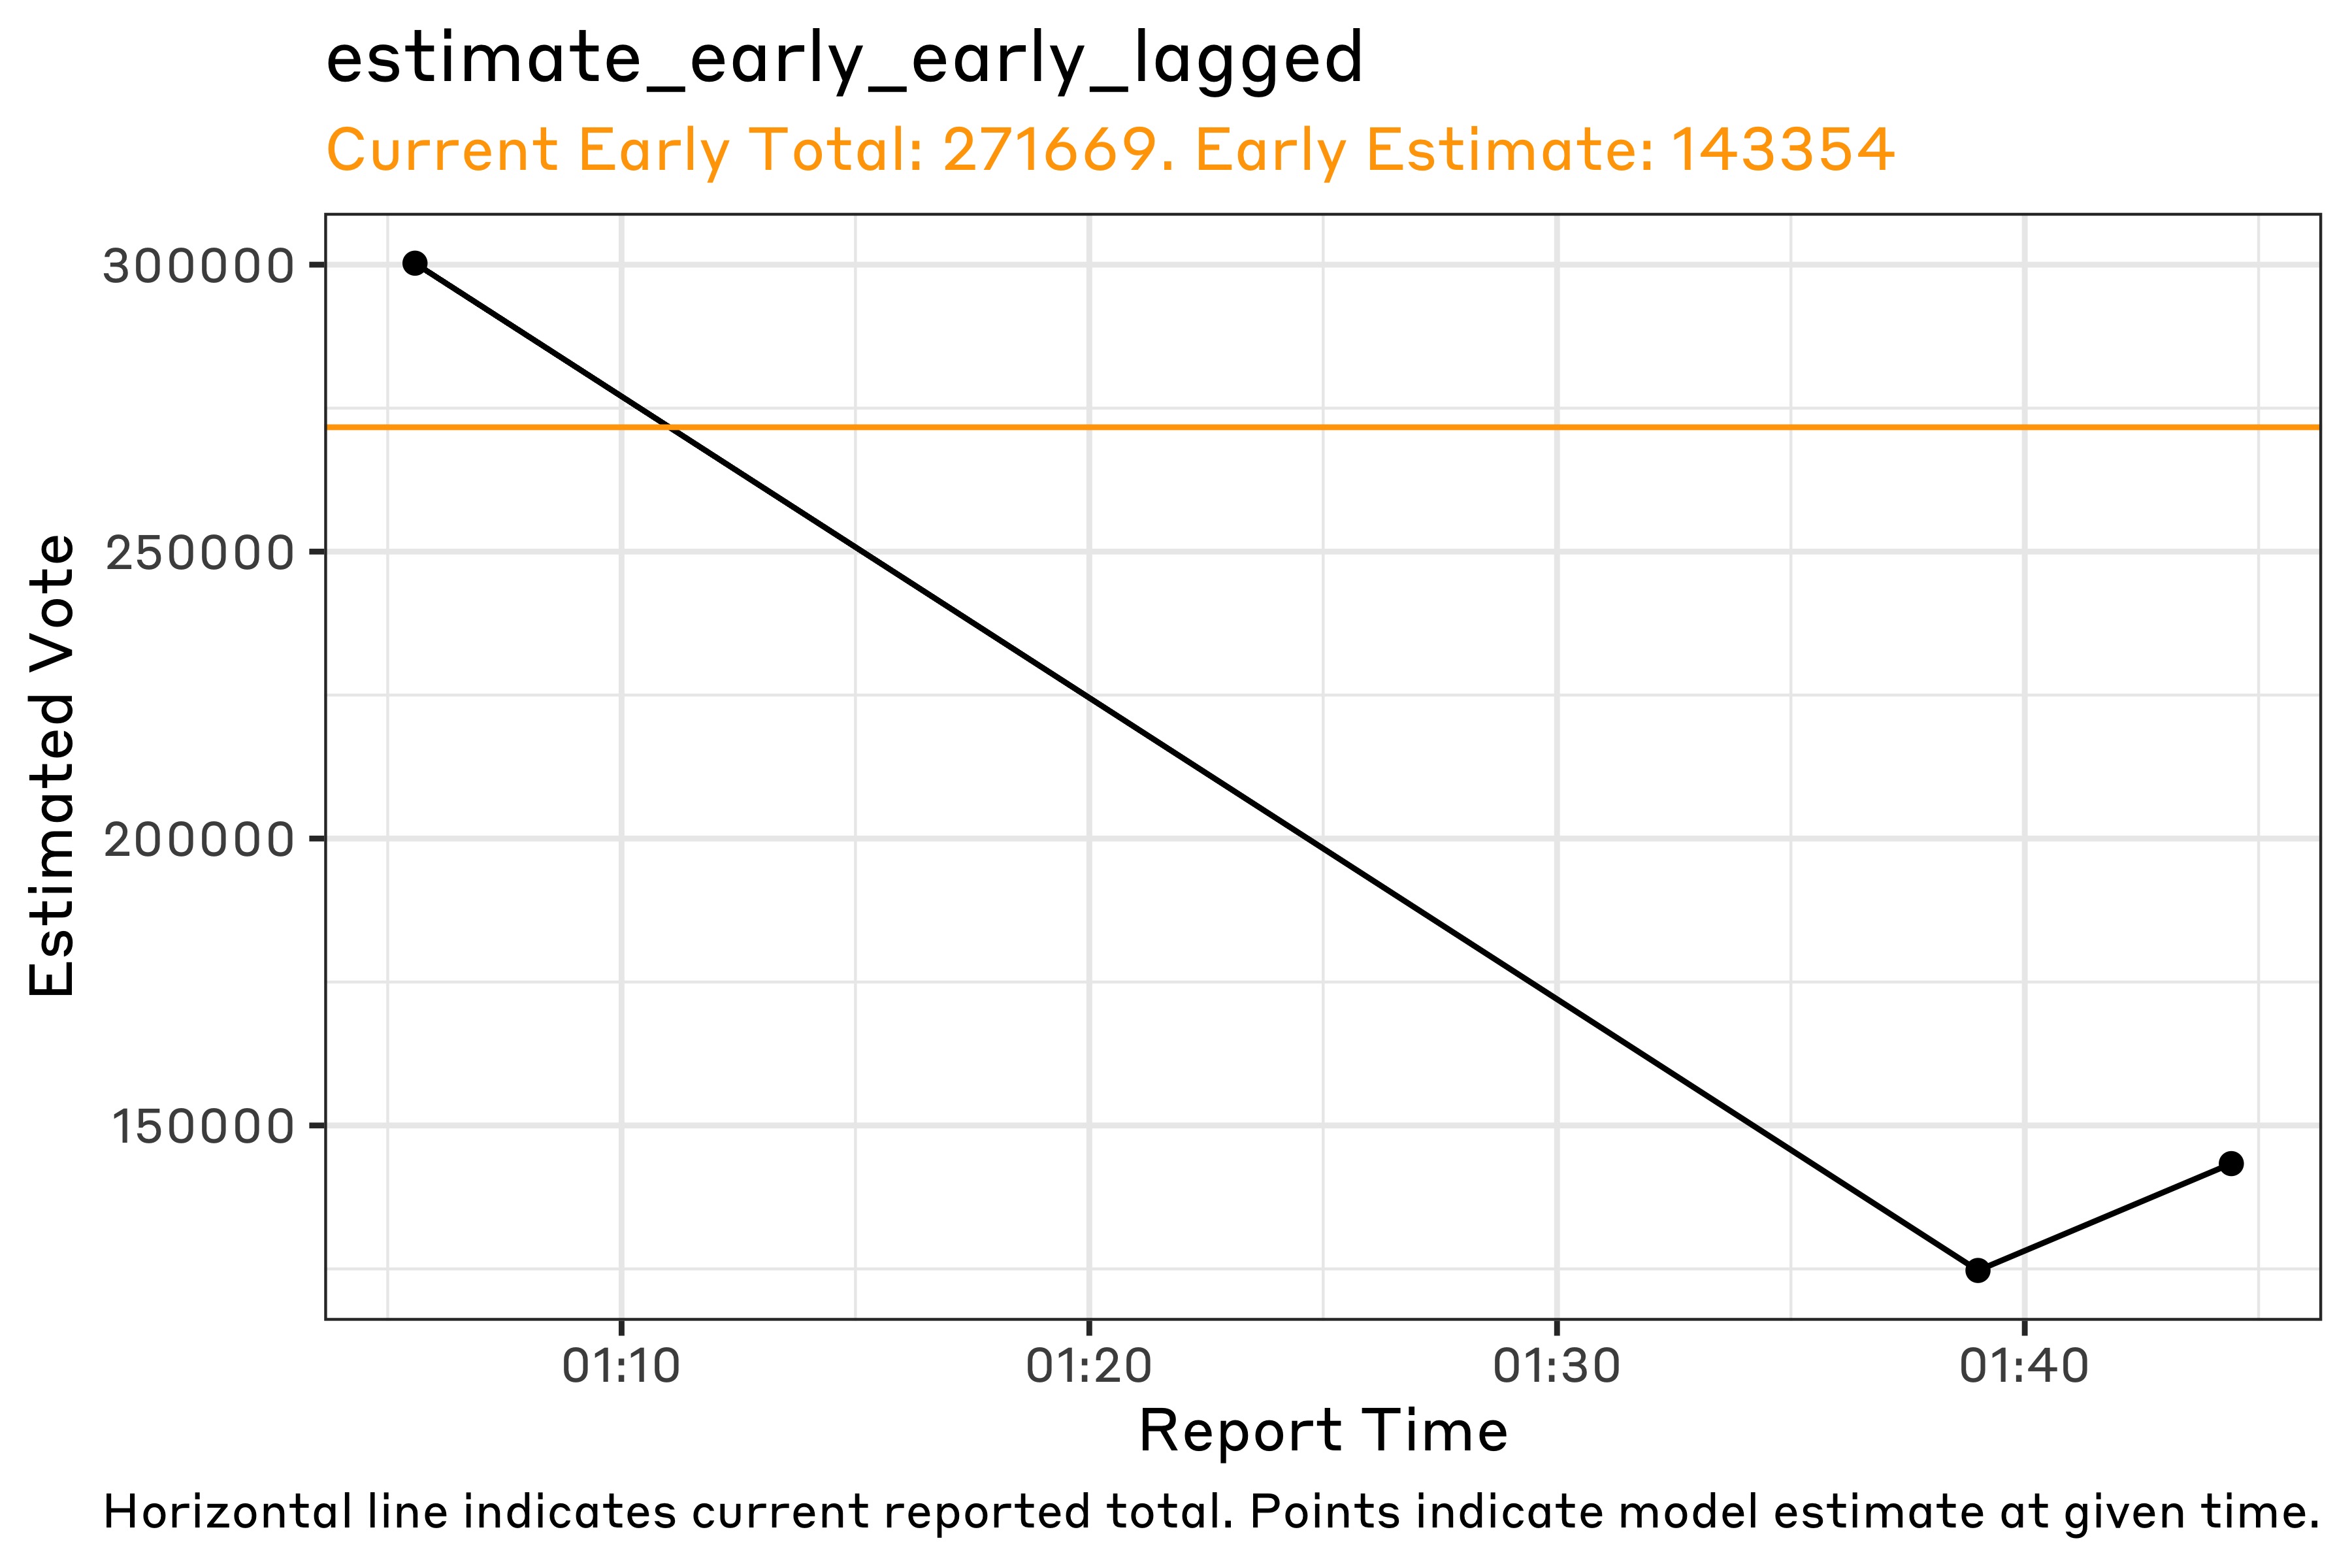 estimate_early_early_lagged
Current Early Total: 271669. Early Estimate: 143354
Estimated Vote
300000
250000
200000
150000
01:10
01:20
01:30
01:40
Report Time
Horizontal line indicates current reported total. Points indicate model estimate at given time.